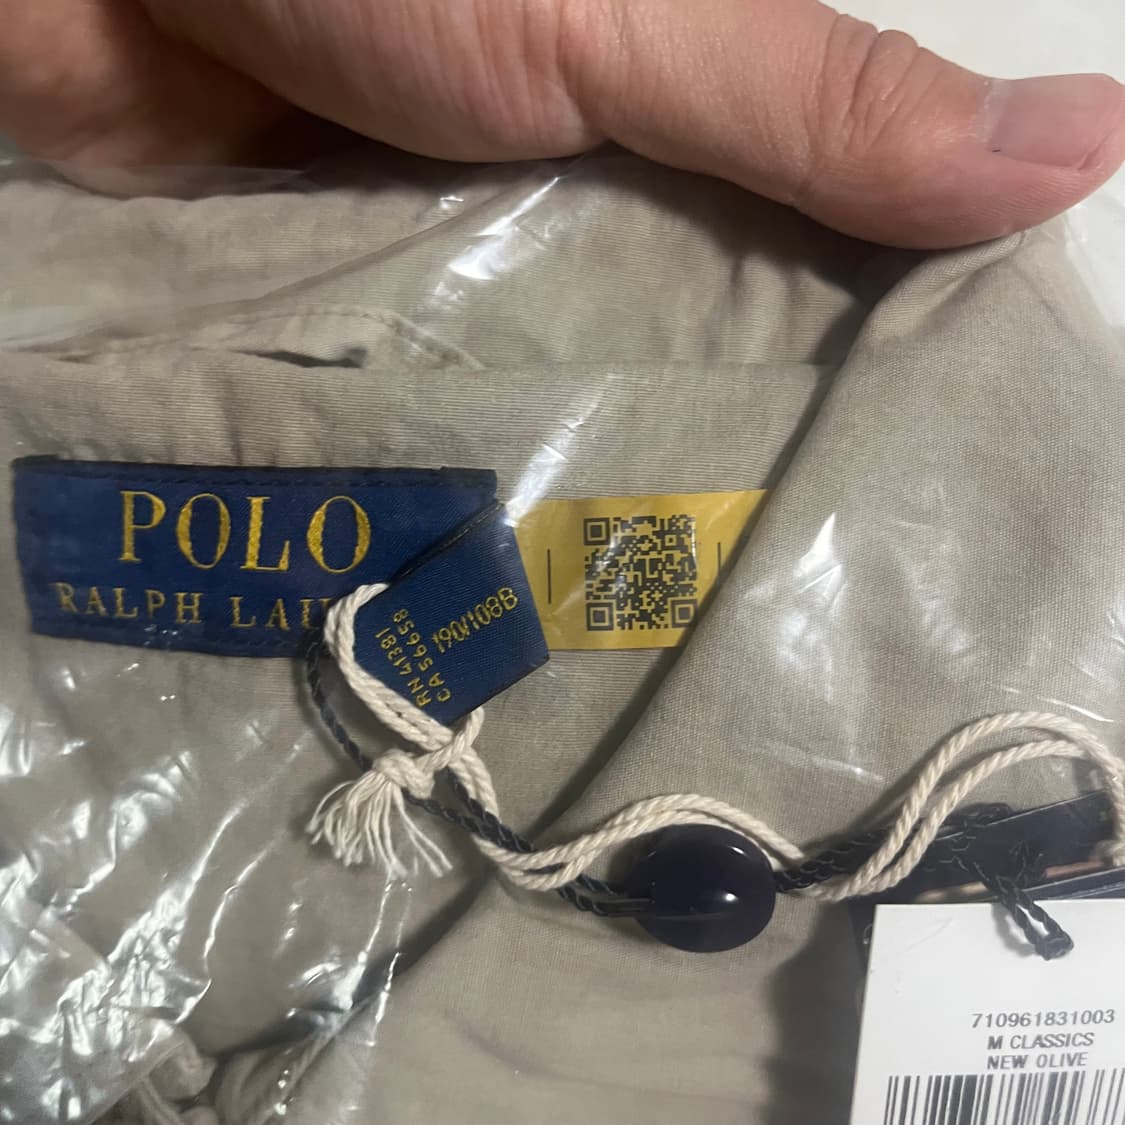 POLO
RALPH LAU
190/108B
CA 56658
RN 41381
710961831003
M CLASSICS
NEW OLIVE